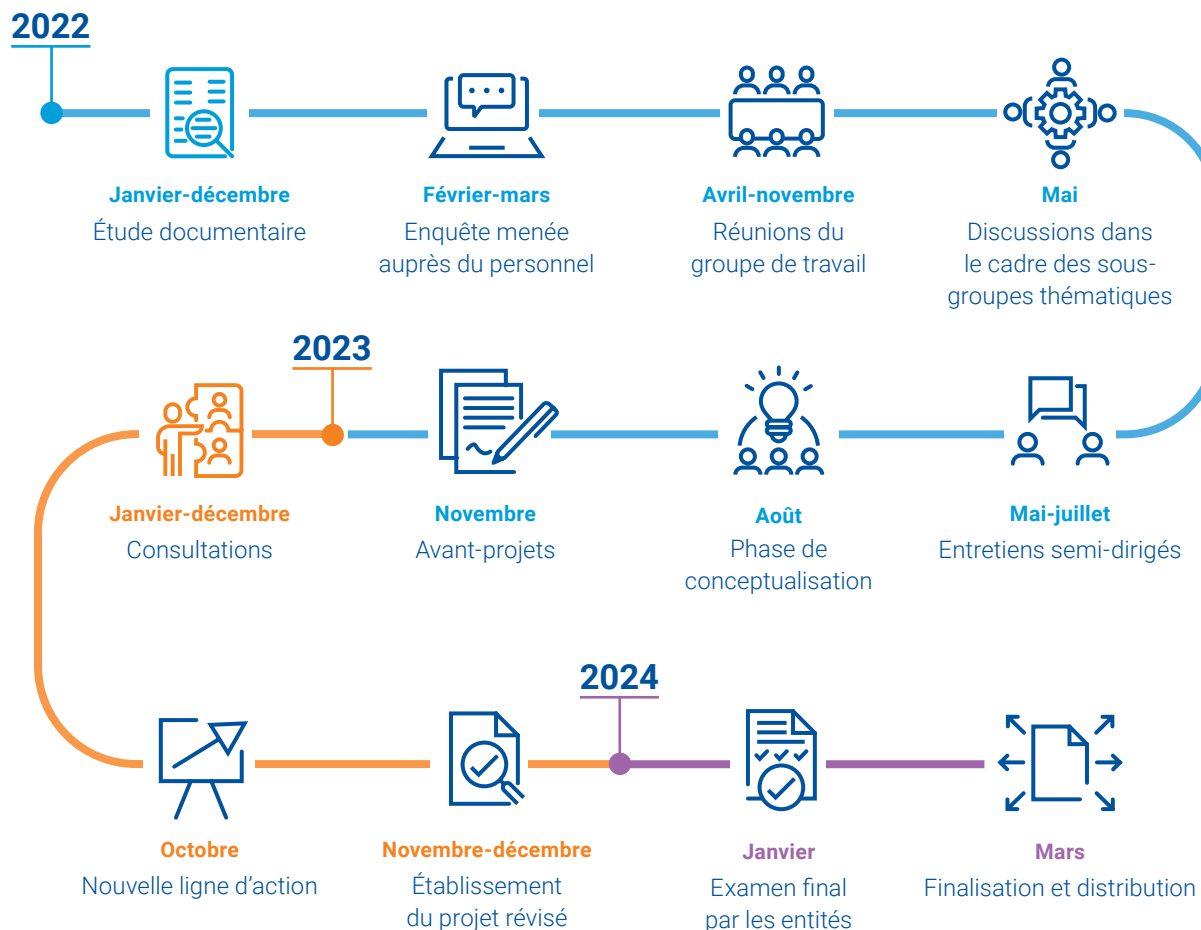 2022
Janvier-décembre
Étude documentaire
Février-mars
Enquête menée
auprès du personnel
Avril-novembre
Réunions du
groupe de travail
Mai
Discussions dans
le cadre des sous-
groupes thématiques
Mai-juillet
Entretiens semi-dirigés
Août
Phase de
conceptualisation
Novembre
Avant-projets
2023
Janvier-décembre
Consultations
Octobre
Nouvelle ligne d’action
Novembre-décembre
Établissement
du projet révisé
2024
Janvier
Examen final
par les entités
Mars
Finalisation et distribution